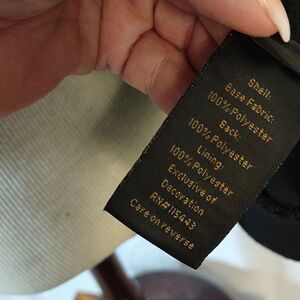 Shell:
Base Fabric:
100% Polyester
Back:
100% Polyester
Lining:
100% Polyester
Exclusive of
Decoration
RN#115443
Care on reverse